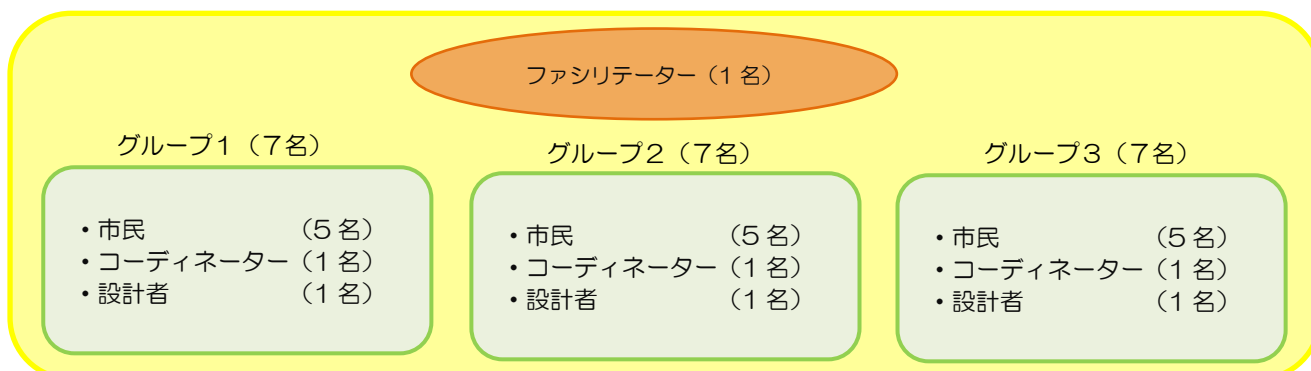 ファシリテーター（1名）
グループ1（7名）
・市民　　　　　　（5名）
・コーディネーター（1名）
・設計者　　　　　（1名）
グループ2（7名）
・市民　　　　　　（5名）
・コーディネーター（1名）
・設計者　　　　　（1名）
グループ3（7名）
・市民　　　　　　（5名）
・コーディネーター（1名）
・設計者　　　　　（1名）